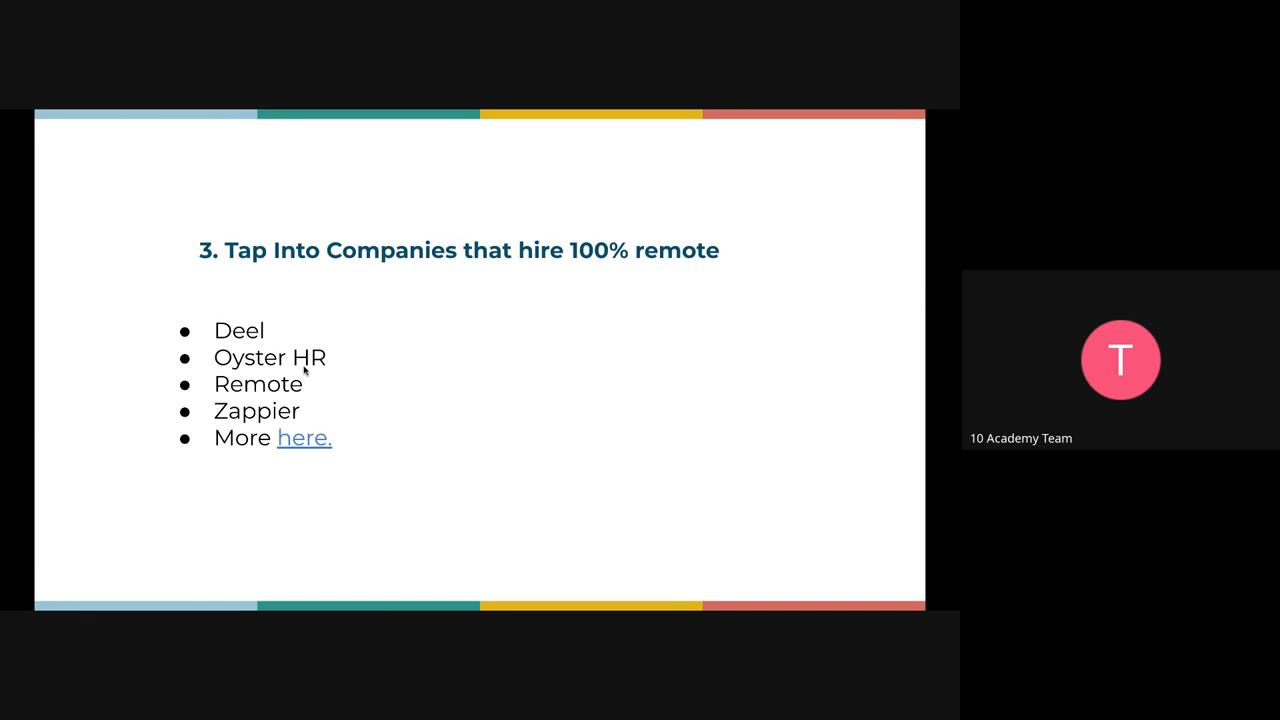 3. Tap Into Companies that hire 100% remote
● Deel
● Oyster HR
● Remote
● Zappier
● More here.
T
10 Academy Team